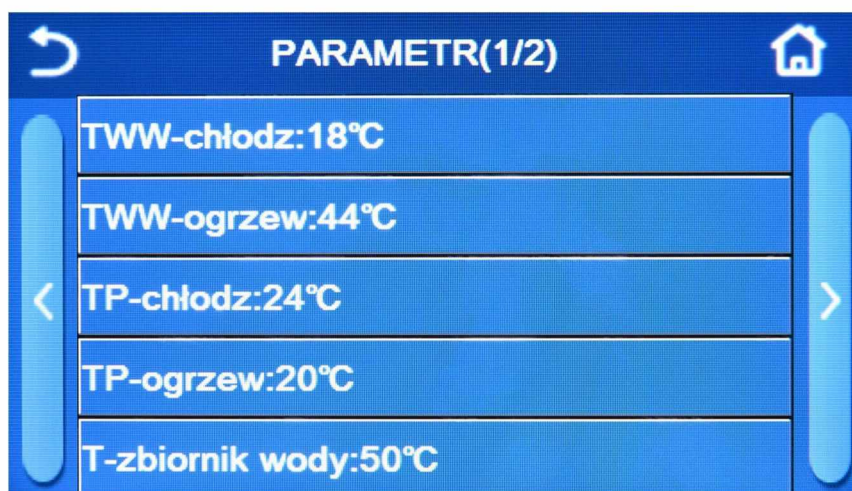 PARAMETR(1/2)
TWW-chłodz:18℃
TWW-ogrzew:44℃
TP-chłodz:24℃
TP-ogrzew:20℃
T-zbiornik wody:50℃